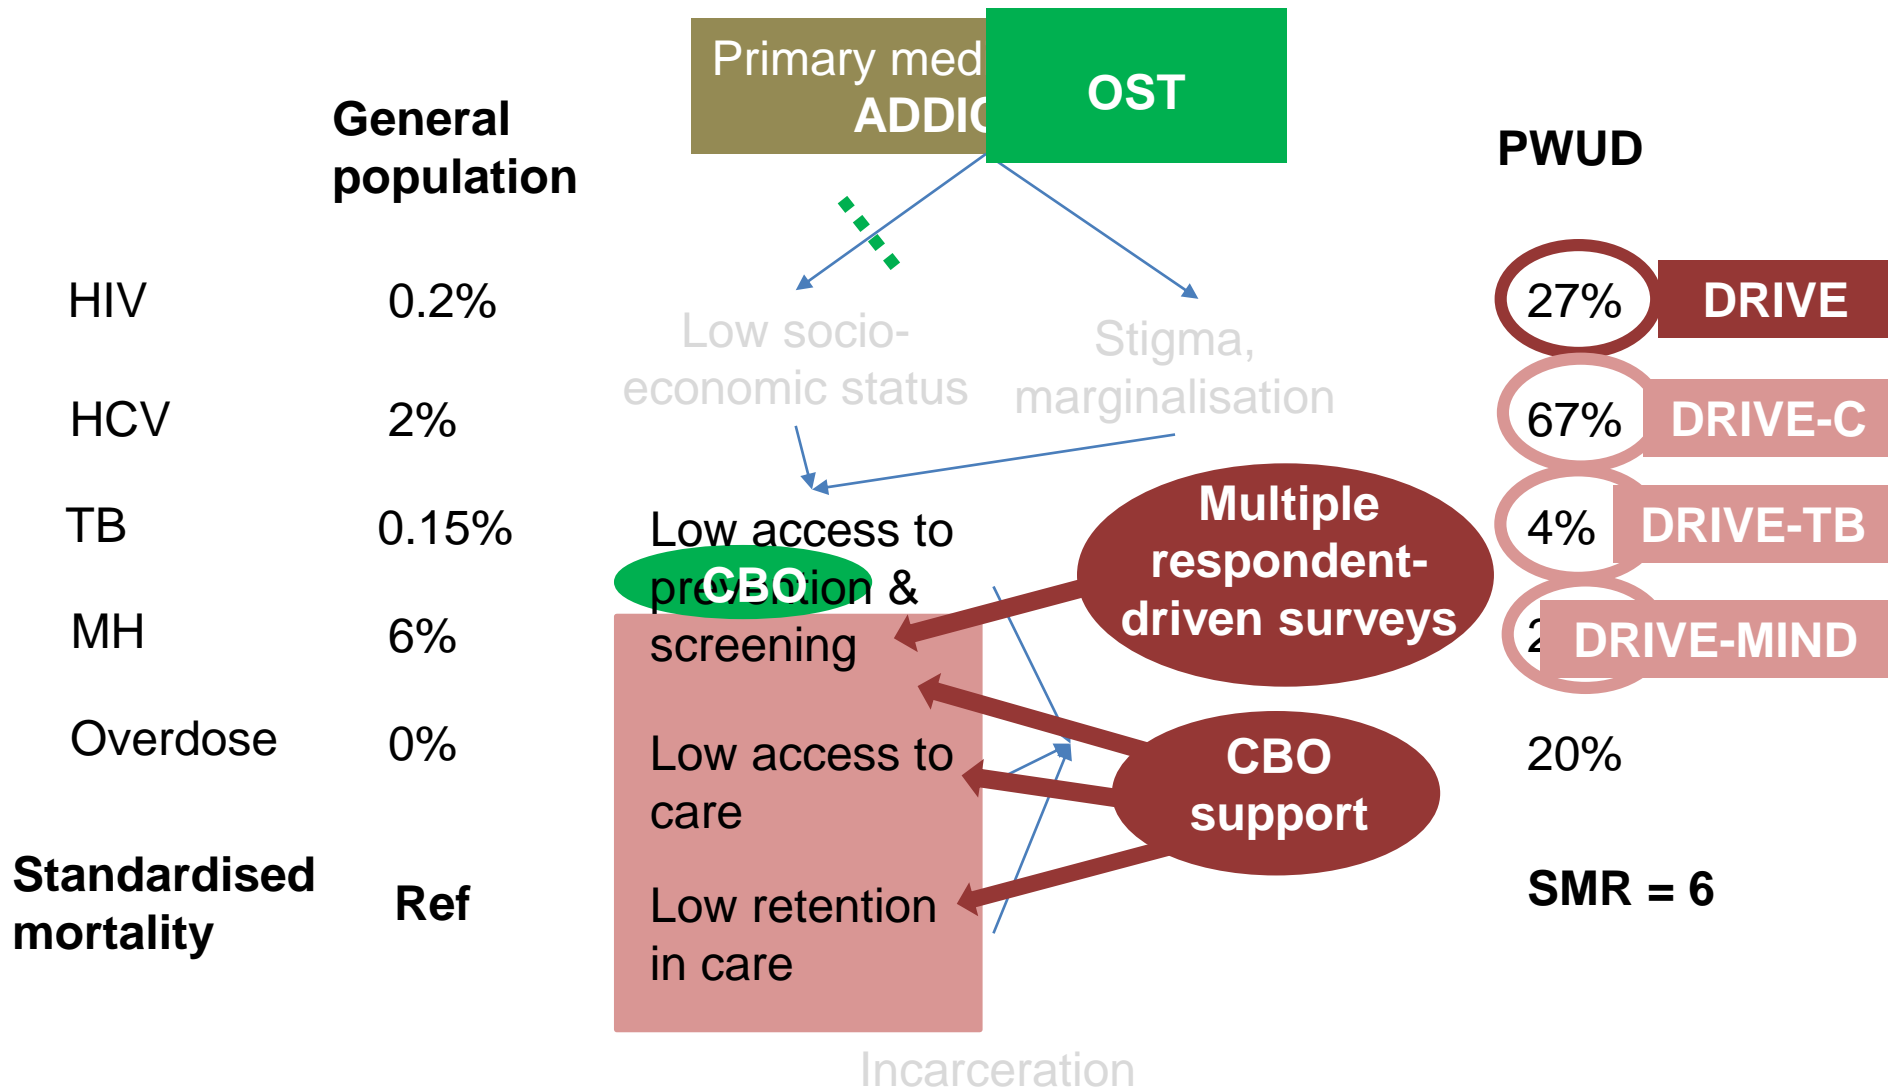 Primary med
ADDIC
OST
General
population
PWUD
HIV
0.2%
Low socio-
economic status
Stigma,
marginalisation
27%
DRIVE
HCV
2%
67%
DRIVE-C
TB
0.15%
Low access to
prevention &
screening
CBO
Multiple
respondent-
driven surveys
4%
DRIVE-TB
MH
6%
DRIVE-MIND
Overdose
0%
Low access to
care
CBO
support
20%
Standardised
mortality
Ref
Low retention
in care
SMR = 6
Incarceration